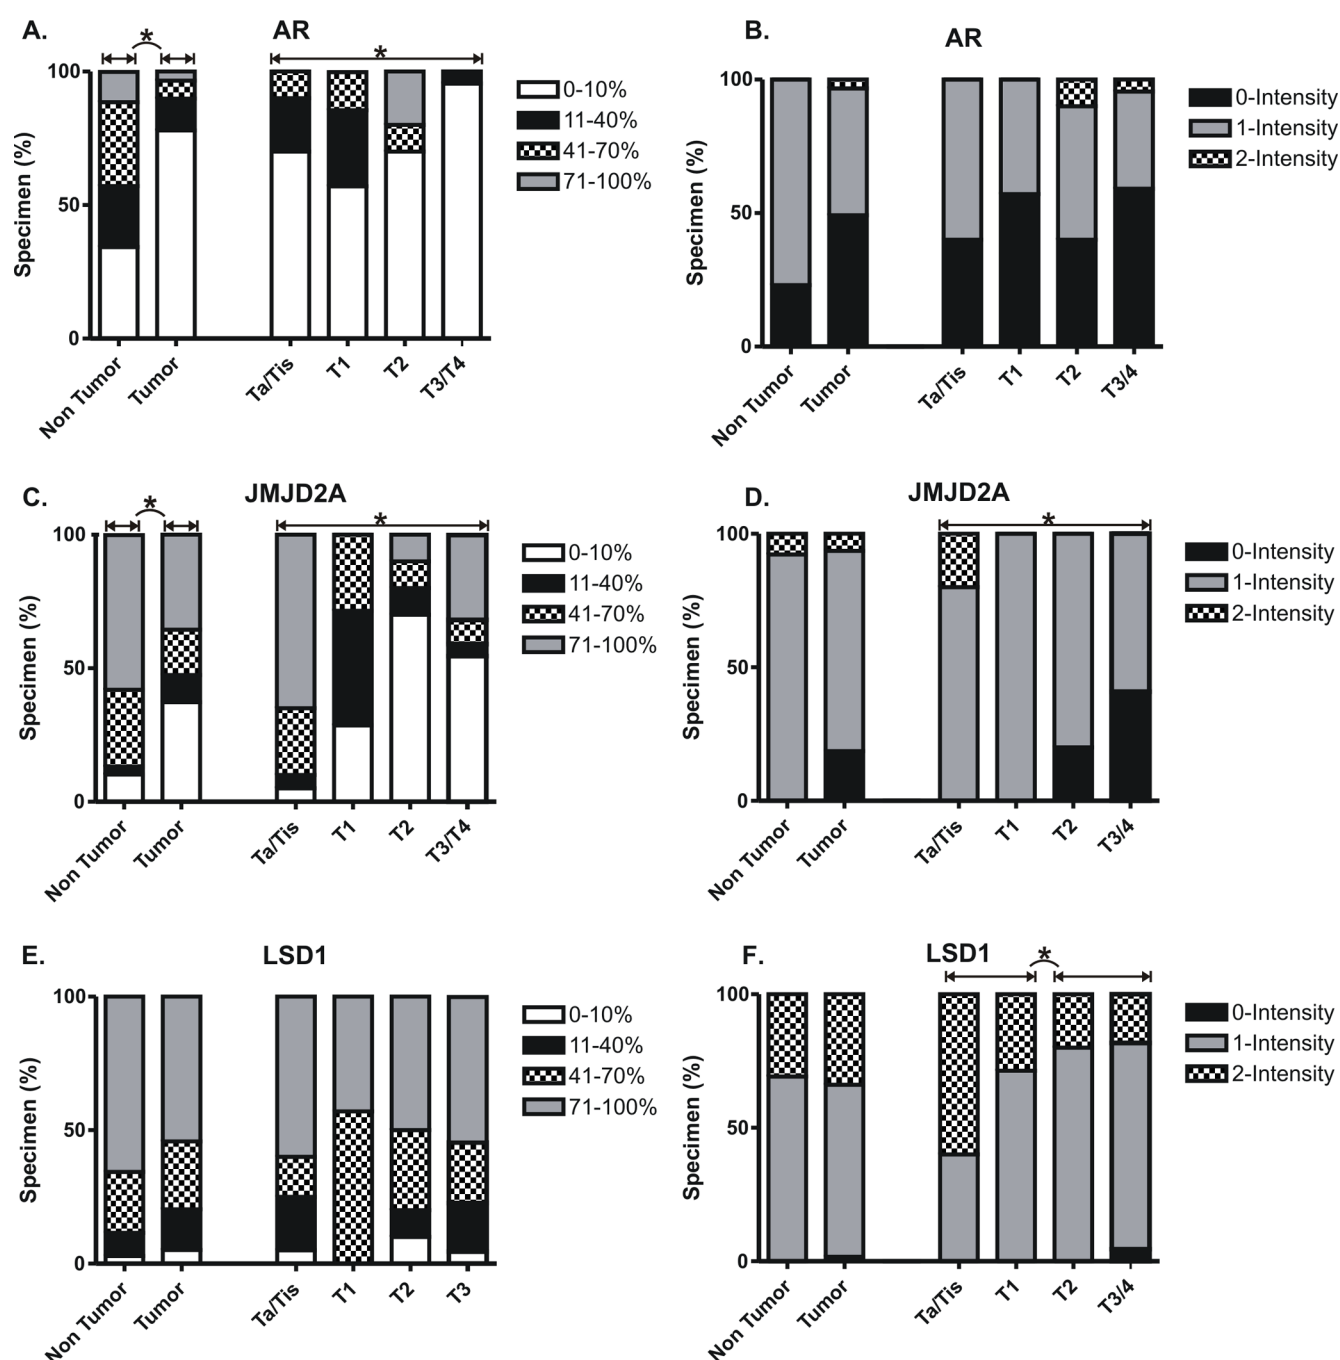 A.
AR
*
*
Specimen (%)
100
50
0
Non Tumor
Tumor
Ta/Tis
T1
T2
T3/T4
0-10%
11-40%
41-70%
71-100%
B.
AR
Specimen (%)
100
50
0
Non Tumor
Tumor
Ta/Tis
T1
T2
T3/4
0-Intensity
1-Intensity
2-Intensity
C.
JMJD2A
*
*
Specimen (%)
100
50
0
Non Tumor
Tumor
Ta/Tis
T1
T2
T3/T4
0-10%
11-40%
41-70%
71-100%
D.
JMJD2A
*
Specimen (%)
100
50
0
Non Tumor
Tumor
Ta/Tis
T1
T2
T3/4
0-Intensity
1-Intensity
2-Intensity
E.
LSD1
Specimen (%)
100
50
0
Non Tumor
Tumor
Ta/Tis
T1
T2
T3
0-10%
11-40%
41-70%
71-100%
F.
LSD1
*
Specimen (%)
100
50
0
Non Tumor
Tumor
Ta/Tis
T1
T2
T3/4
0-Intensity
1-Intensity
2-Intensity